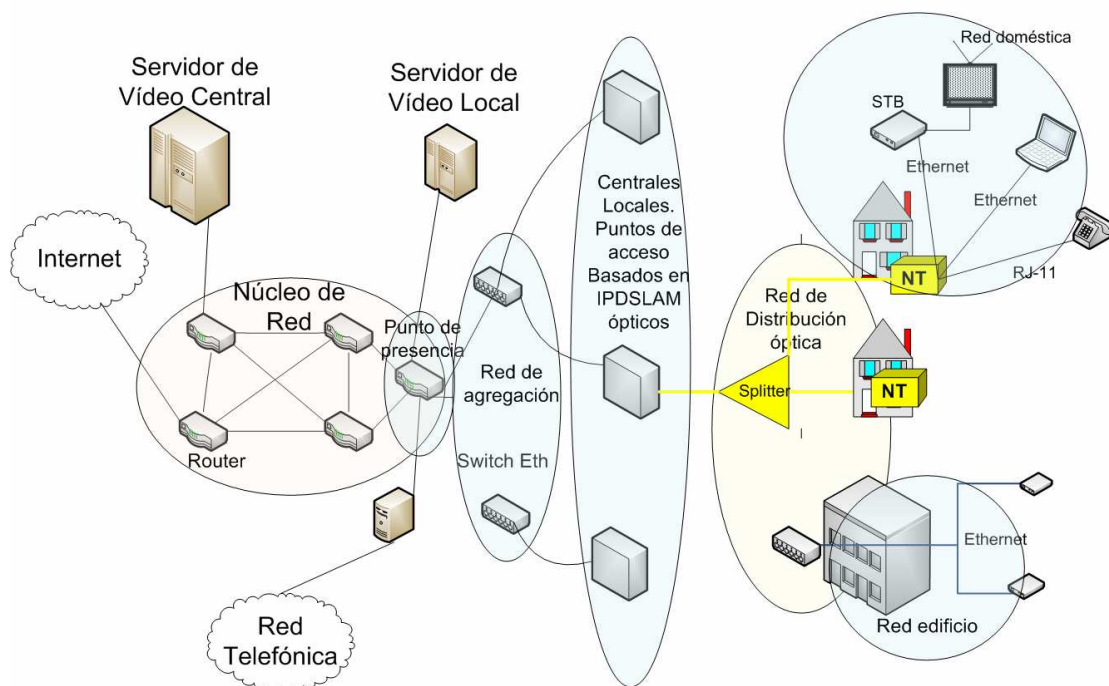 Servidor de
Vídeo Central
Servidor de
Vídeo Local
Internet
Núcleo de
Red
Router
Punto de
presencia
Red de
agregación
Switch Eth
Red
Telefónica
Centrales
Locales.
Puntos de
acceso
Basados en
IPDSLAM
ópticos
Red de
Distribución
óptica
Splitter
Red doméstica
STB
Ethernet
Ethernet
RJ-11
NT
NT
Ethernet
Red edificio